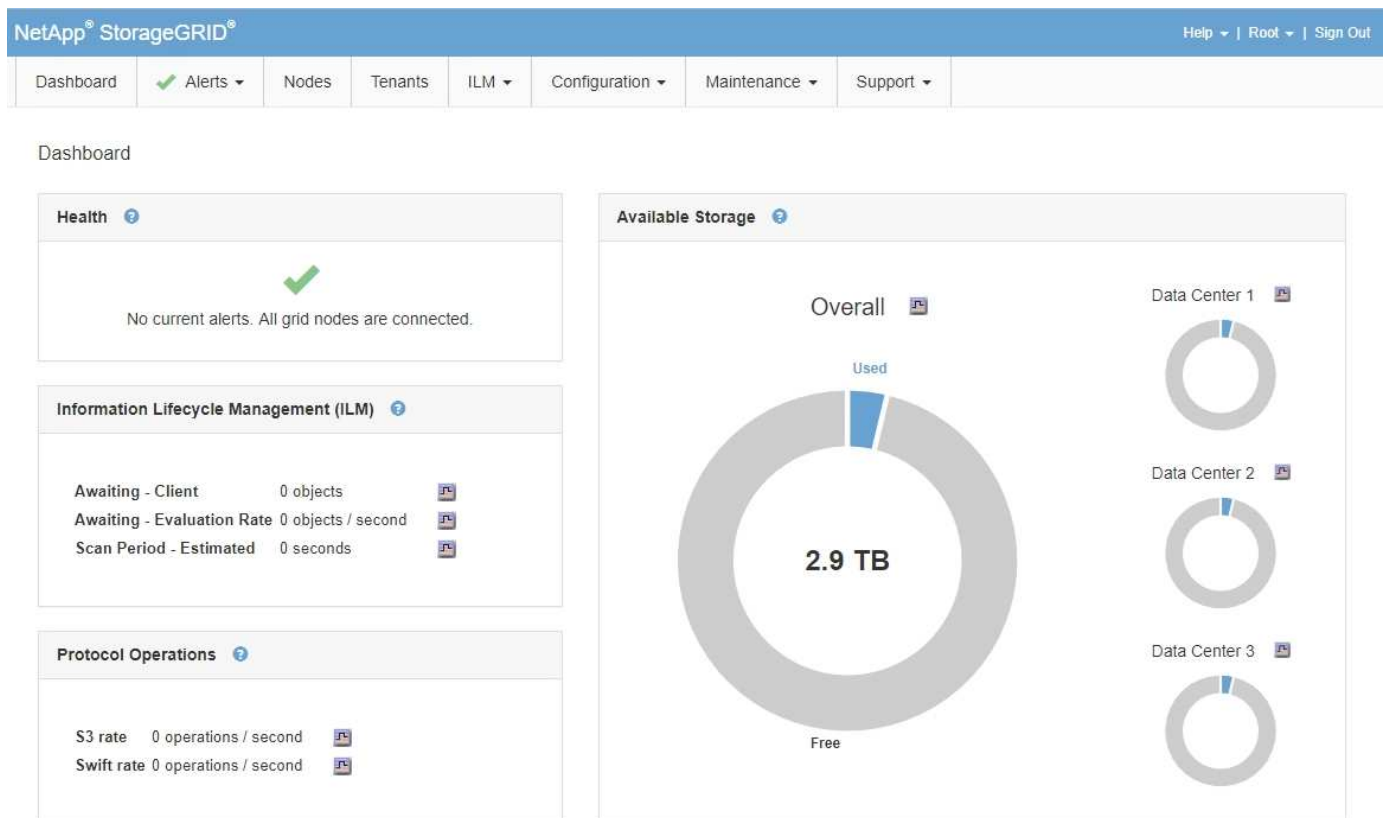 NetApp® StorageGRID®
Help | Root | Sign Out
Dashboard
Alerts
Nodes
Tenants
ILM
Configuration
Maintenance
Support
Dashboard
Health
No current alerts. All grid nodes are connected.
Information Lifecycle Management (ILM)
Awaiting - Client 0 objects
Awaiting - Evaluation Rate 0 objects / second
Scan Period - Estimated 0 seconds
Protocol Operations
S3 rate 0 operations / second
Swift rate 0 operations / second
Available Storage
Overall
Used
2.9 TB
Free
Data Center 1
Data Center 2
Data Center 3